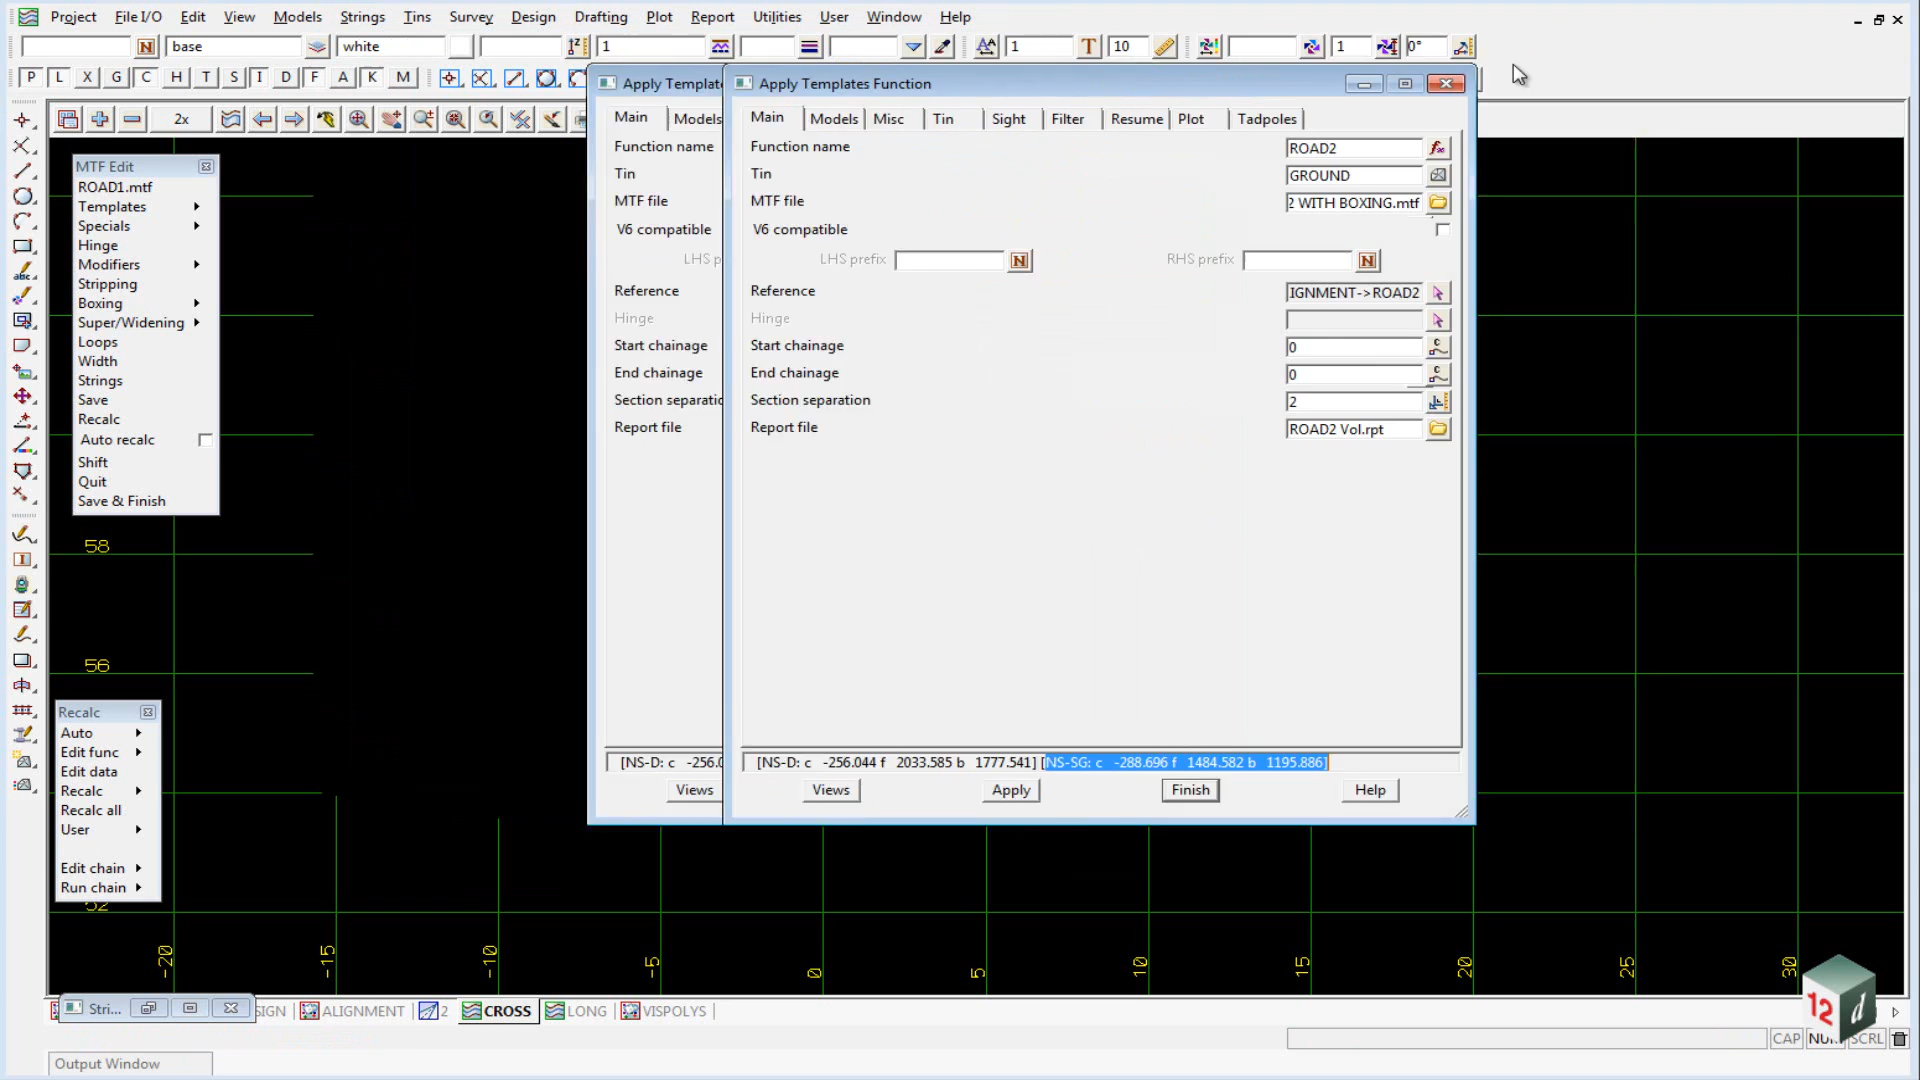 Project File I/O Edit View Models Strings Tins Survey Design Drafting Plot Report Utilities User Window Help
base white 1 1 10 1 0°
P L X G C H T S I D F A K M
Apply Template
Apply Templates Function
2x
Main Models
Main Models Misc Tin Sight Filter Resume Plot Tadpoles
MTF Edit
ROAD1.mtf
Templates
Specials
Hinge
Modifiers
Stripping
Boxing
Super/Widening
Loops
Width
Strings
Save
Recalc
Auto recalc
Shift
Quit
Save & Finish
Function name
Tin
MTF file
V6 compatible
LHS p
Reference
Hinge
Start chainage
End chainage
Section separatio
Report file
Function name ROAD2
Tin GROUND
MTF file 2 WITH BOXING.mtf
V6 compatible
LHS prefix RHS prefix
Reference IGNMENT->ROAD2
Hinge
Start chainage 0
End chainage 0
Section separation 2
Report file ROAD2 Vol.rpt
58
56
52
Recalc
Auto
Edit func
Edit data
Recalc
Recalc all
User
Edit chain
Run chain
[NS-D: c -256.0
[NS-D: c -256.044 f 2033.585 b 1777.541] [NS-SG: c -288.696 f 1484.582 b 1195.886]
Views
Views Apply Finish Help
-20 -15 -10 -5 0 5 10 15 20 25 30
Stri... SIGN ALIGNMENT 2 CROSS LONG VISPOLYS
12d
CAP NUM SCRL
Output Window